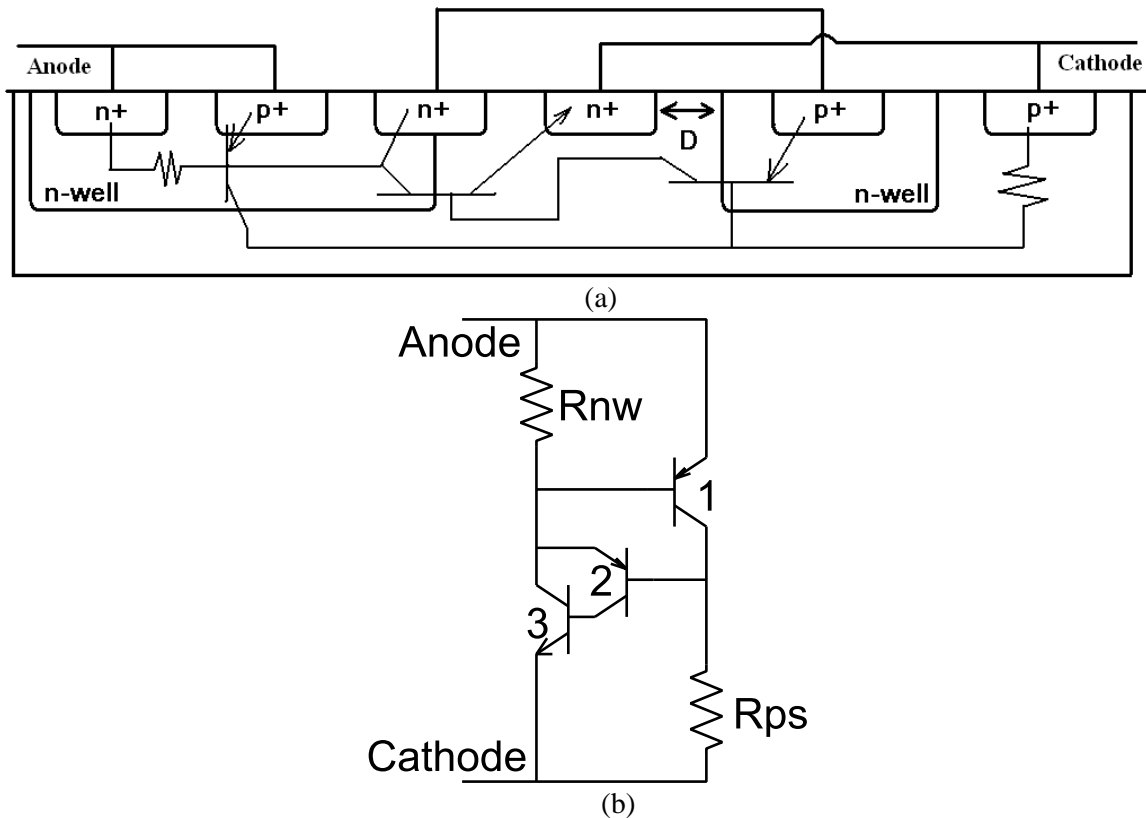 Anode Cathode
n+ p+ n+ n+ p+ p+
D
n-well n-well
(a)
Anode
Rnw
1
2
3
Rps
Cathode
(b)